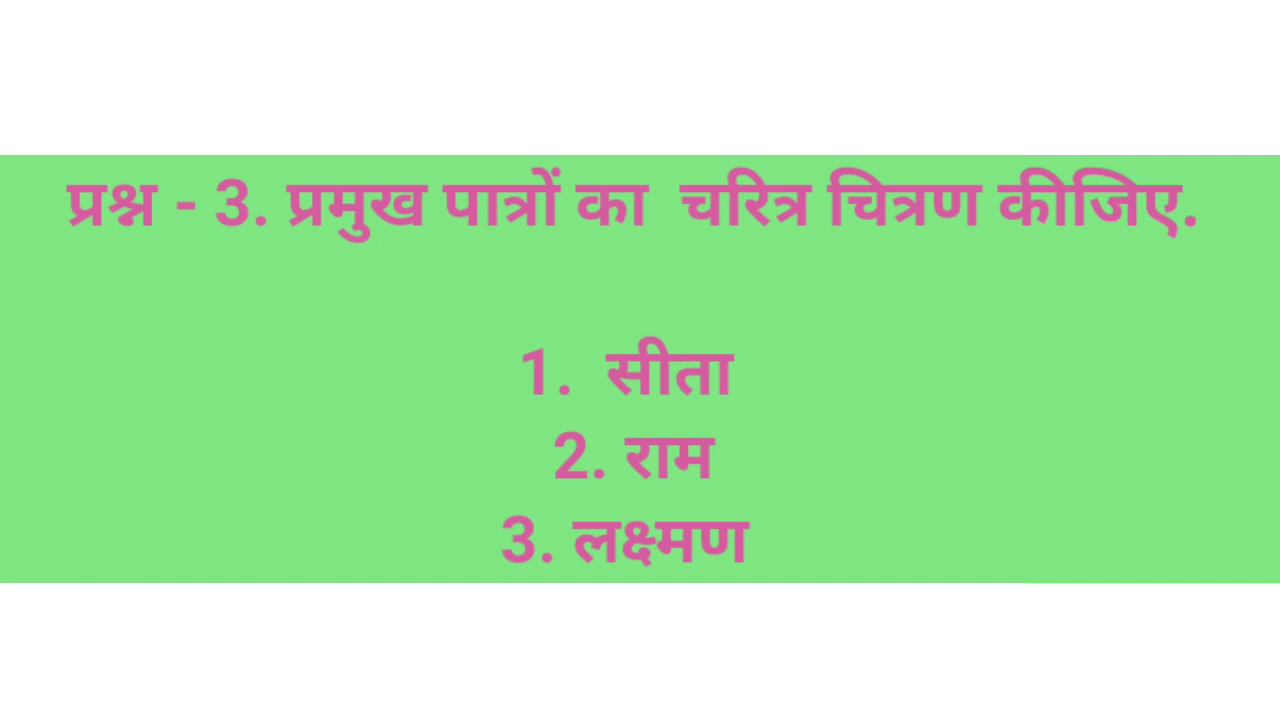 प्रश्न - 3. प्रमुख पात्रों का चरित्र चित्रण कीजिए.
1. सीता
2. राम
3. लक्ष्मण